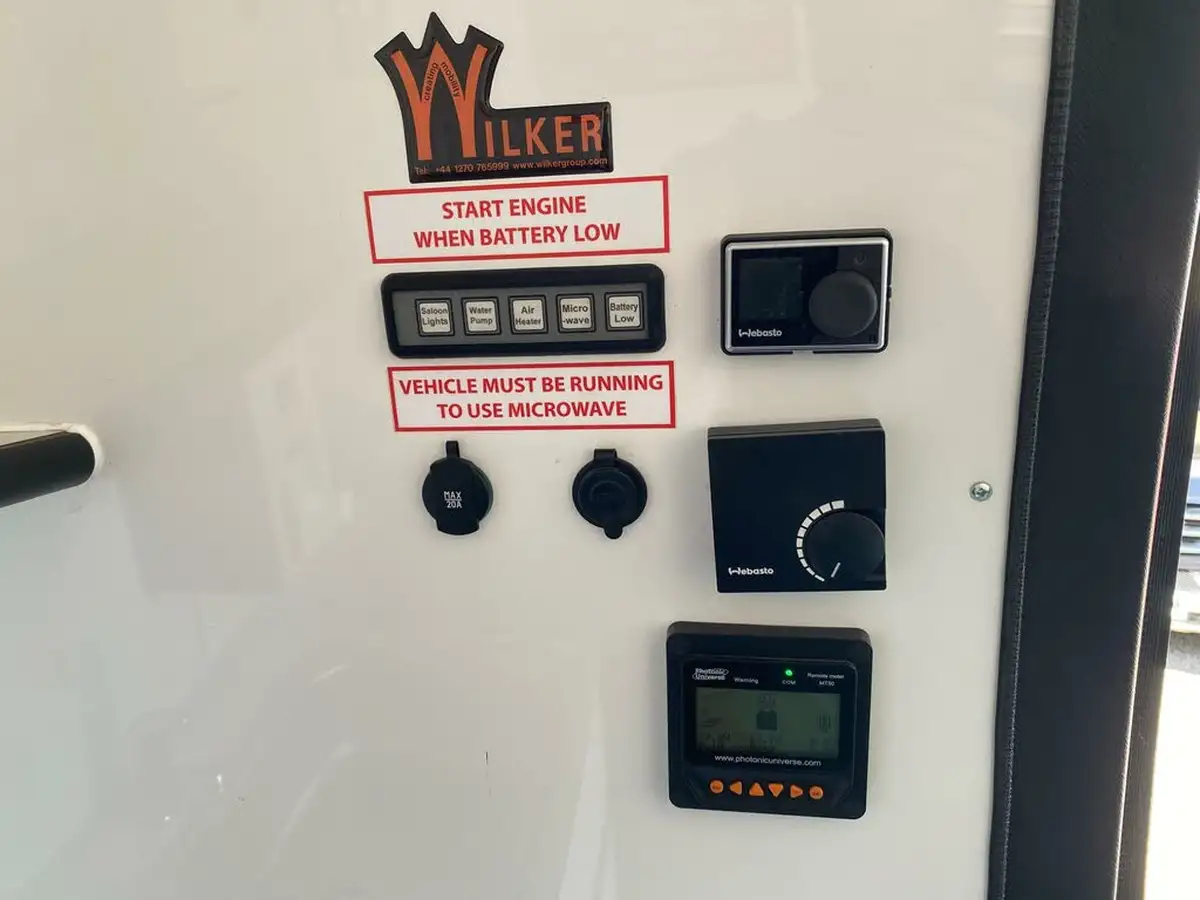 creating mobility
WILKER
Tel: +44 1270 765999 www.wilkergroup.com
START ENGINE
WHEN BATTERY LOW
Saloon
Lights
Water
Pump
Air
Heater
Micro
-wave
Battery
Low
Webasto
VEHICLE MUST BE RUNNING
TO USE MICROWAVE
MAX
20A
Webasto
Photonic
Universe
Warning
COM
Remote meter
MT50
www.photonicuniverse.com